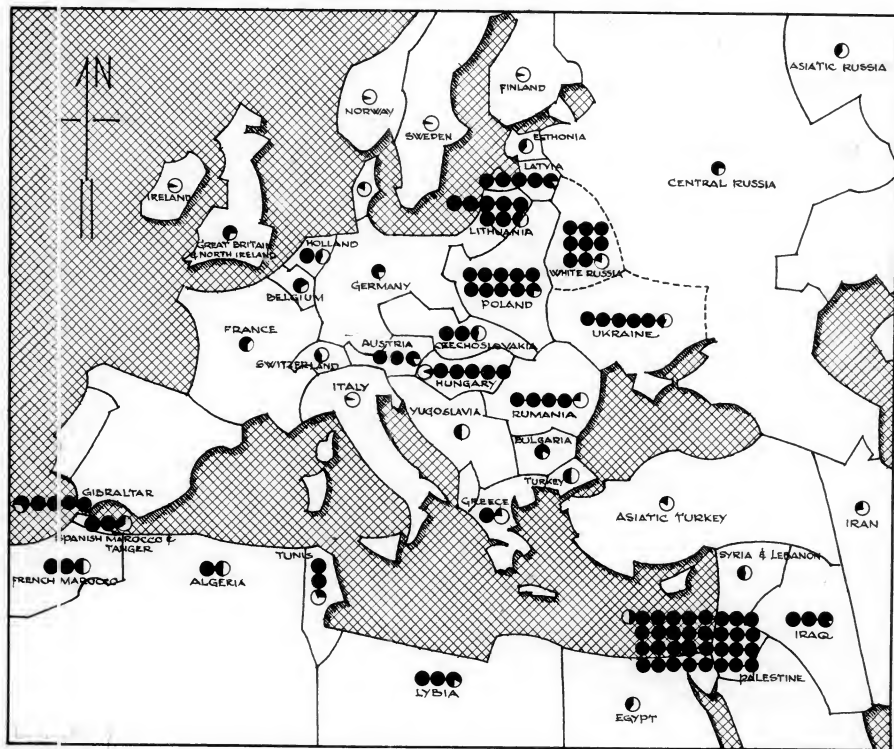 N
ASIATIC RUSSIA
FINLAND
NORWAY
SWEDEN
ESTHONIA
LATVIA
CENTRAL RUSSIA
IRELAND
LITHUANIA
GREAT BRITAIN
& NORTH IRELAND
HOLLAND
WHITE RUSSIA
BELGIUM
GERMANY
POLAND
UKRAINE
FRANCE
AUSTRIA
CZECHOSLOVAKIA
SWITZERLAND
HUNGARY
ITALY
YUGOSLAVIA
RUMANIA
BULGARIA
TURKEY
GIBRALTAR
GREECE
ASIATIC TURKEY
IRAN
SPANISH MAROCCO &
TANGER
TUNIS
SYRIA & LEBANON
FRENCH MAROCCO
ALGERIA
IRAQ
PALESTINE
LYBIA
EGYPT